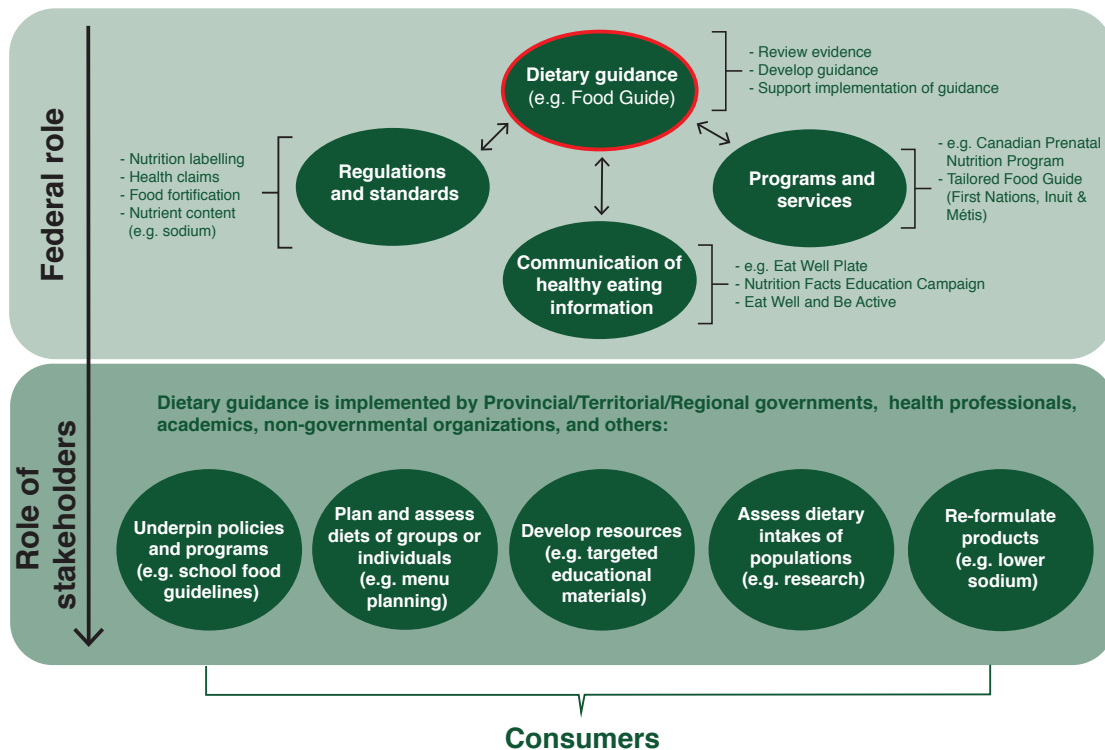 Federal role
Dietary guidance
(e.g. Food Guide)
- Review evidence
- Develop guidance
- Support implementation of guidance
- Nutrition labelling
- Health claims
- Food fortification
- Nutrient content
(e.g. sodium)
Regulations
and standards
Programs and
services
- e.g. Canadian Prenatal
Nutrition Program
- Tailored Food Guide
(First Nations, Inuit &
Métis)
Communication of
healthy eating
information
- e.g. Eat Well Plate
- Nutrition Facts Education Campaign
- Eat Well and Be Active
Role of
stakeholders
Dietary guidance is implemented by Provincial/Territorial/Regional governments, health professionals,
academics, non-governmental organizations, and others:
Underpin policies
and programs
(e.g. school food
guidelines)
Plan and assess
diets of groups or
individuals
(e.g. menu
planning)
Develop resources
(e.g. targeted
educational
materials)
Assess dietary
intakes of
populations
(e.g. research)
Re-formulate
products
(e.g. lower
sodium)
Consumers